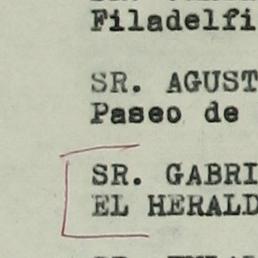 Filadelfi
SR. AGUST
Paseo de
SR. GABRI
EL HERALD